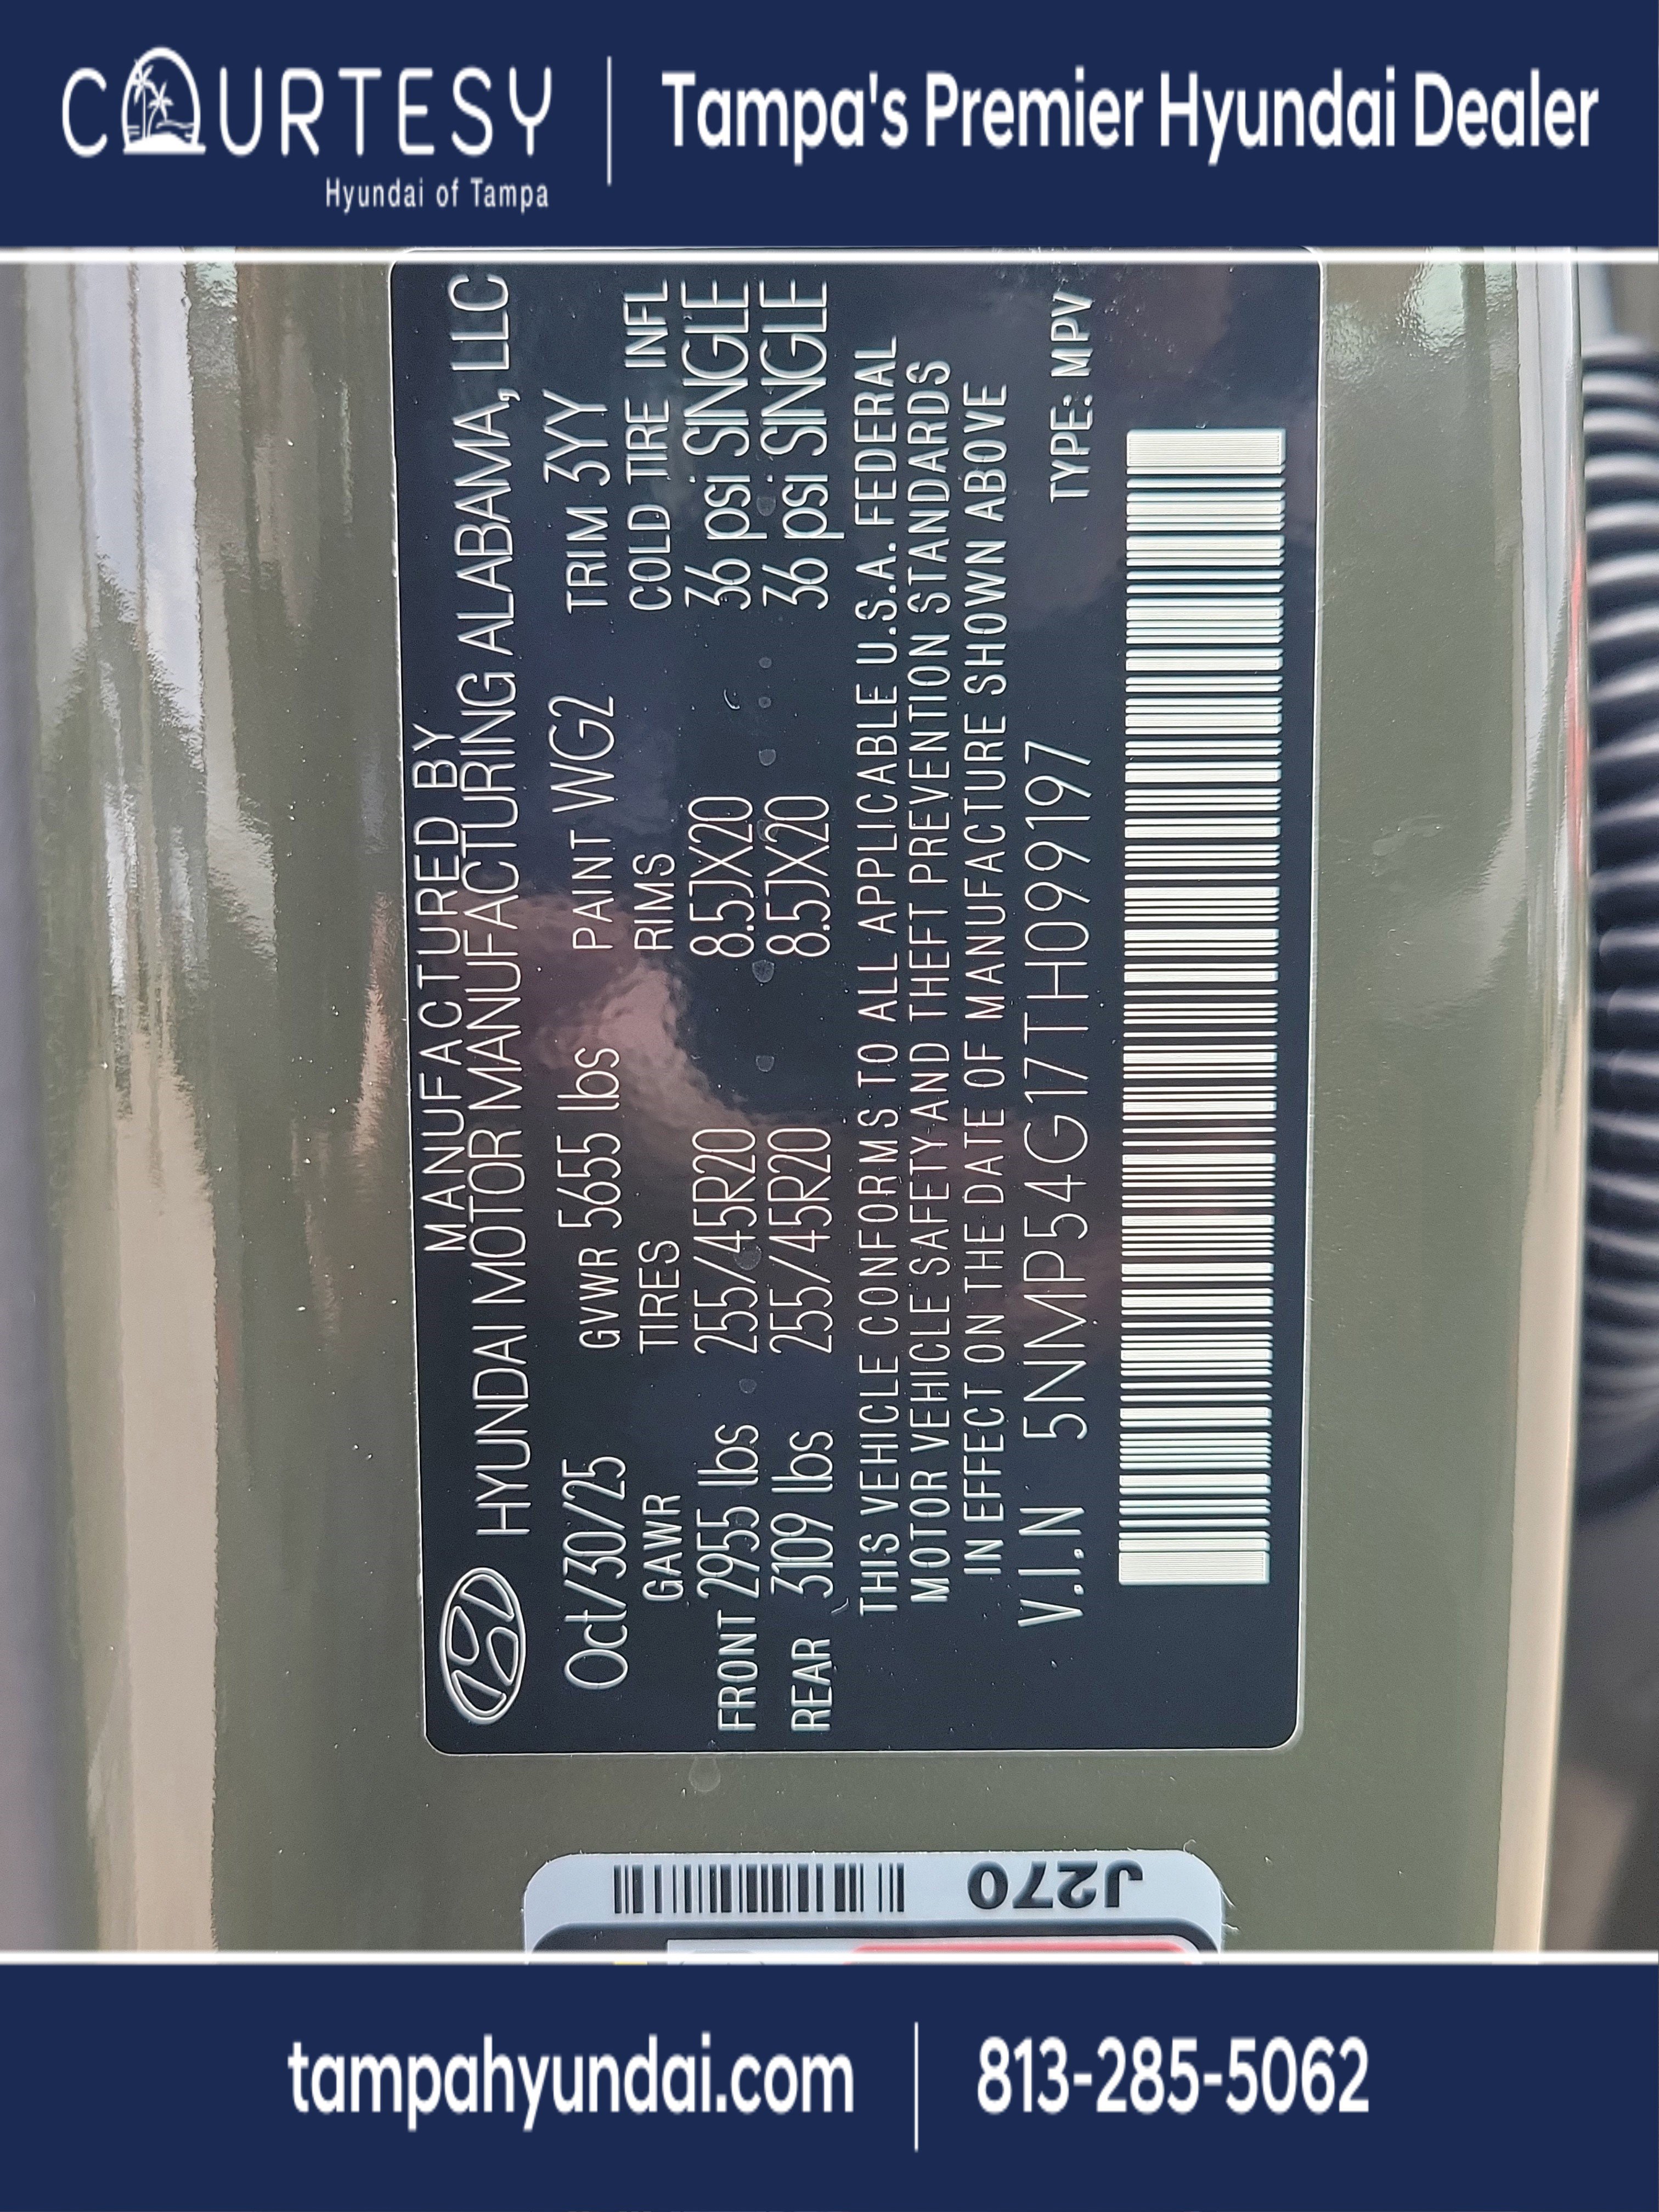 COURTESY
Hyundai of Tampa
Tampa's Premier Hyundai Dealer
MANUFACTURED BY
HYUNDAI MOTOR MANUFACTURING ALABAMA, LLC
Oct/30/25 GVWR 5655 lbs PAINT WG2 TRIM 3YY
GAWR TIRES RIMS COLD TIRE INFL
FRONT 2955 lbs 255/45R20 8.5JX20 36 psi SINGLE
REAR 3109 lbs 255/45R20 8.5JX20 36 psi SINGLE
THIS VEHICLE CONFORMS TO ALL APPLICABLE U.S.A. FEDERAL
MOTOR VEHICLE SAFETY AND THEFT PREVENTION STANDARDS
IN EFFECT ON THE DATE OF MANUFACTURE SHOWN ABOVE
V.I.N 5NMP54G17TH099197 TYPE: MPV
J270
tampahyundai.com
813-285-5062